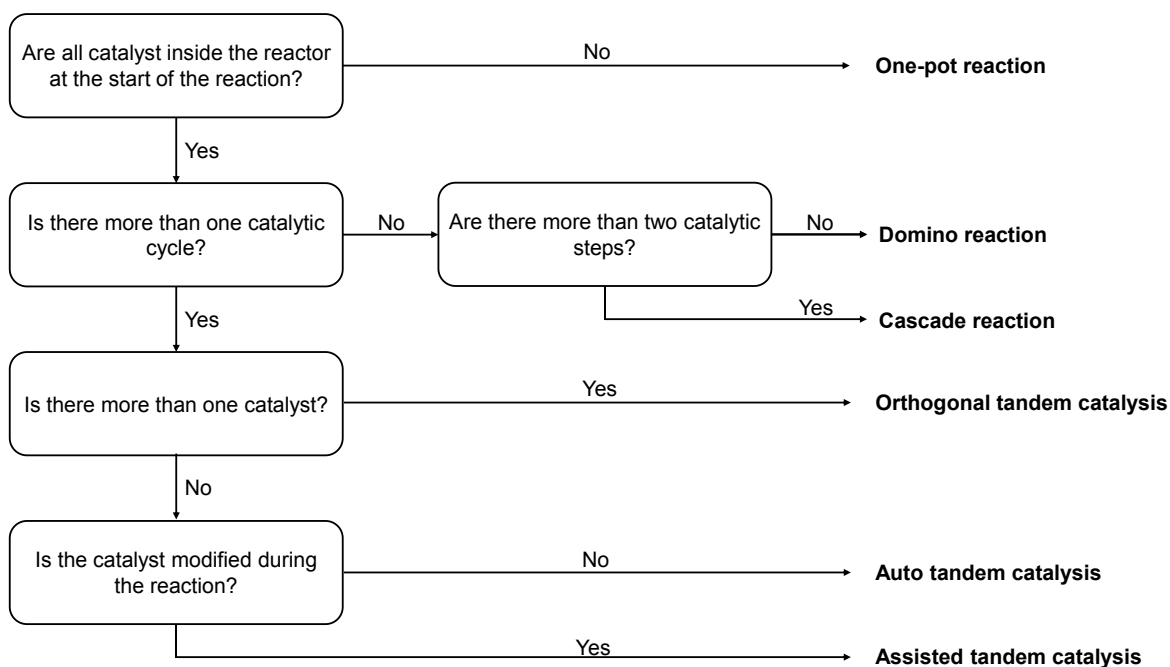 Are all catalyst inside the reactor
at the start of the reaction?
No
One-pot reaction
Yes
Is there more than one catalytic
cycle?
No
Are there more than two catalytic
steps?
No
Domino reaction
Yes
Cascade reaction
Yes
Is there more than one catalyst?
Yes
Orthogonal tandem catalysis
No
Is the catalyst modified during
the reaction?
No
Auto tandem catalysis
Yes
Assisted tandem catalysis